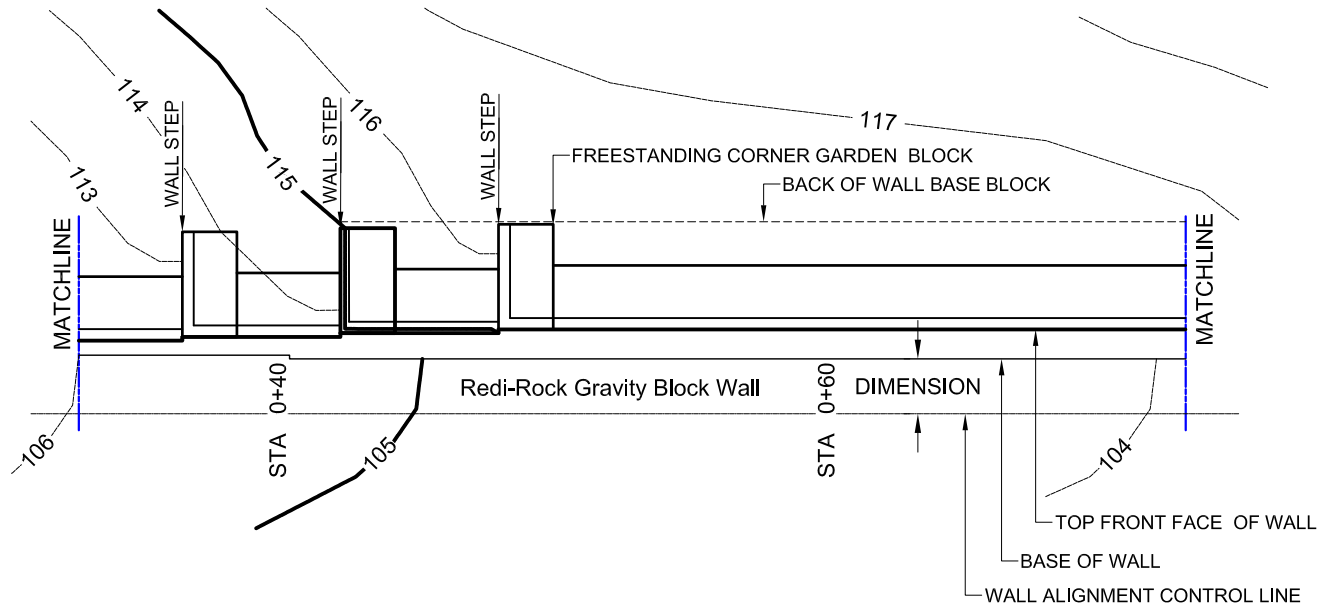 117
116
114
115
113
WALL STEP
WALL STEP
WALL STEP
FREESTANDING CORNER GARDEN BLOCK
BACK OF WALL BASE BLOCK
MATCHLINE
MATCHLINE
Redi-Rock Gravity Block Wall
DIMENSION
STA 0+40
STA 0+60
106
105
104
TOP FRONT FACE OF WALL
BASE OF WALL
WALL ALIGNMENT CONTROL LINE